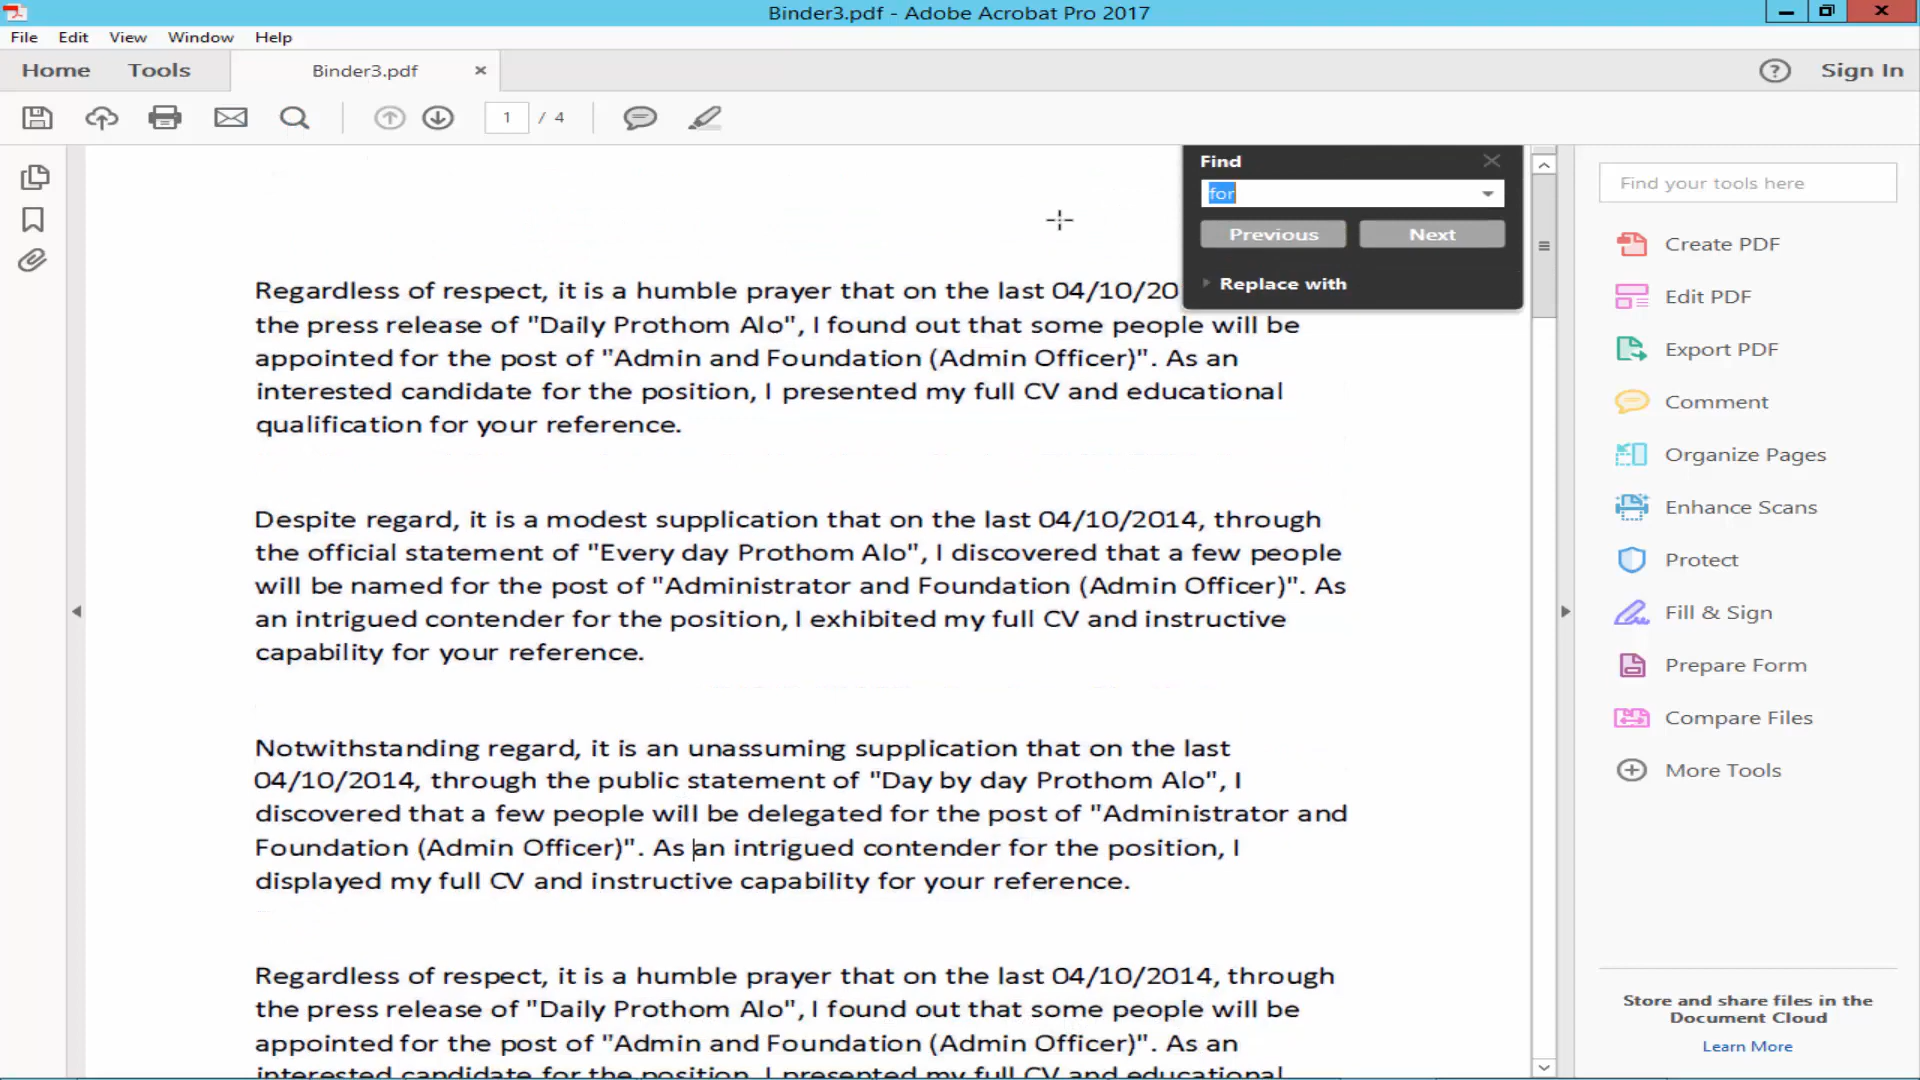 Binder3.pdf - Adobe Acrobat Pro 2017
File Edit View Window Help
Home Tools Binder3.pdf × Sign In
1 / 4
Find
for
Previous Next
Replace with
Regardless of respect, it is a humble prayer that on the last 04/10/20
the press release of "Daily Prothom Alo", I found out that some people will be
appointed for the post of "Admin and Foundation (Admin Officer)". As an
interested candidate for the position, I presented my full CV and educational
qualification for your reference.
Despite regard, it is a modest supplication that on the last 04/10/2014, through
the official statement of "Every day Prothom Alo", I discovered that a few people
will be named for the post of "Administrator and Foundation (Admin Officer)". As
an intrigued contender for the position, I exhibited my full CV and instructive
capability for your reference.
Notwithstanding regard, it is an unassuming supplication that on the last
04/10/2014, through the public statement of "Day by day Prothom Alo", I
discovered that a few people will be delegated for the post of "Administrator and
Foundation (Admin Officer)". As an intrigued contender for the position, I
displayed my full CV and instructive capability for your reference.
Regardless of respect, it is a humble prayer that on the last 04/10/2014, through
the press release of "Daily Prothom Alo", I found out that some people will be
appointed for the post of "Admin and Foundation (Admin Officer)". As an
interested candidate for the position, I presented my full CV and educational
Find your tools here
Create PDF
Edit PDF
Export PDF
Comment
Organize Pages
Enhance Scans
Protect
Fill & Sign
Prepare Form
Compare Files
More Tools
Store and share files in the
Document Cloud
Learn More